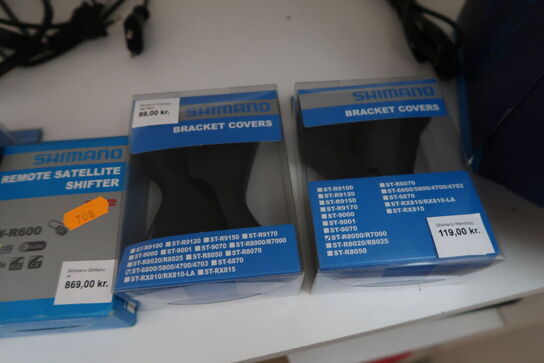 SHIMANO
REMOTE SATELLITE
SHIFTER
-R600
708
869,00 kr.
89,00 kr.
SHIMANO
BRACKET COVERS
ST-R9100 ST-R9120 ST-R9150 ST-R9170
ST-9000 ST-9001 ST-9070 ST-R8000/R7000
ST-R8020/R8025 ST-R8050 ST-R8070
ST-6800/5800/4700/4703 ST-6870
ST-RX810/RX810-LA ST-RX815
SHIMANO
BRACKET COVERS
ST-R9100
ST-R9120
ST-R9150
ST-R9170
ST-9000
ST-9001
ST-9070
ST-R8000/R7000
ST-R8020/R8025
ST-R8050
ST-R8070
ST-6800/5800/4700/4703
ST-6870
ST-RX810/RX810-LA
ST-RX815
119,00 kr.